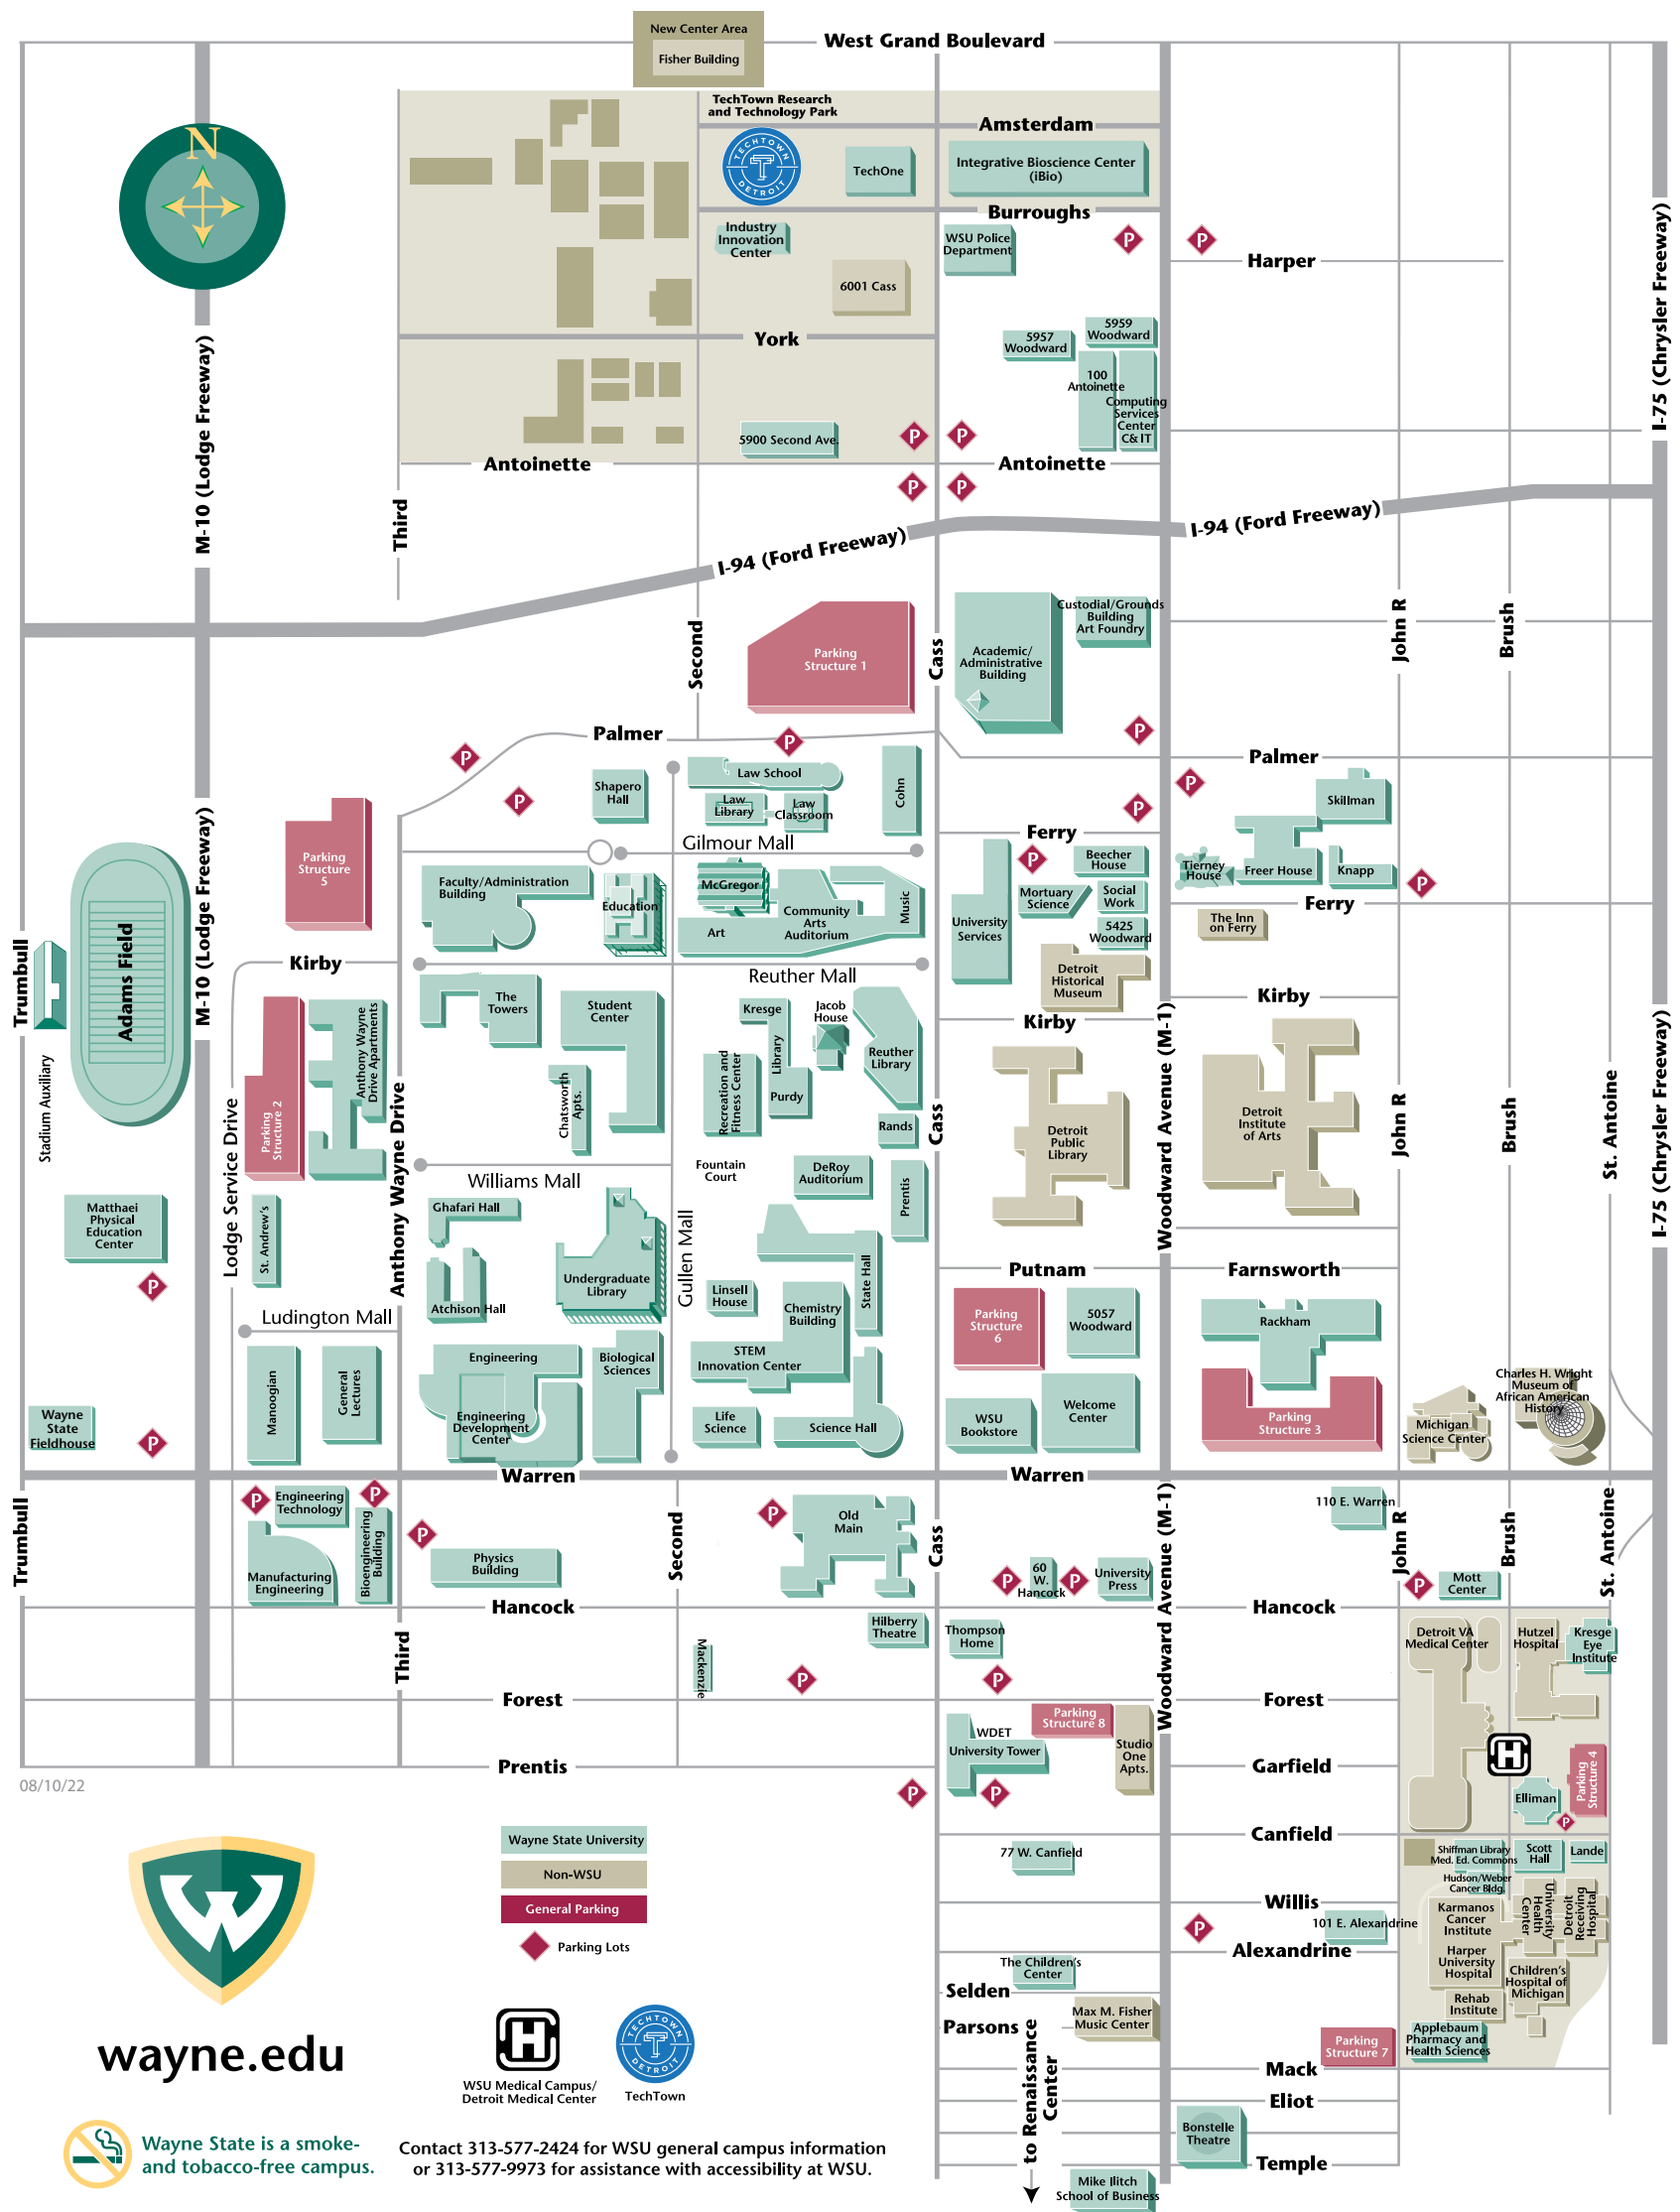 New Center Area
Fisher Building
West Grand Boulevard
TechTown Research
and Technology Park
Amsterdam
N
TECHTOWN
DETROIT
TechOne
Integrative Bioscience Center
(iBio)
Burroughs
Industry
Innovation
Center
WSU Police
Department
P
P
Harper
6001 Cass
York
5957
Woodward
5959
Woodward
100
Antoinette
Computing
Services
Center
C& IT
M-10 (Lodge Freeway)
I-75 (Chrysler Freeway)
5900 Second Ave.
P
P
Antoinette
Antoinette
P
P
Third
I-94 (Ford Freeway)
I-94 (Ford Freeway)
Second
Parking
Structure 1
Cass
Academic/
Administrative
Building
Custodial/Grounds
Building
Art Foundry
John R
Brush
Palmer
P
P
P
Palmer
P
Shapero
Hall
P
Law School
Law
Library
Law
Classroom
Cohn
P
P
Skillman
Gilmour Mall
Ferry
Parking
Structure
5
M-10 (Lodge Freeway)
Faculty/Administration
Building
Education
McGregor
Community
Arts
Auditorium
Art
Music
University
Services
P
Beecher
House
Mortuary
Science
Social
Work
5425
Woodward
Tierney
House
Freer House
Knapp
P
Ferry
The Inn
on Ferry
Trumbull
Adams Field
Stadium Auxiliary
Kirby
Reuther Mall
Detroit
Historical
Museum
Kirby
Kirby
Parking
Structure 2
Anthony Wayne
Drive Apartments
The
Towers
Student
Center
Chatsworth
Apts.
Kresge
Library
Purdy
Jacob
House
Recreation and
Fitness Center
Reuther
Library
Rands
Cass
Detroit
Public
Library
Woodward Avenue (M-1)
Detroit
Institute
of Arts
John R
Brush
St. Antoine
I-75 (Chrysler Freeway)
Lodge Service Drive
Anthony Wayne Drive
Williams Mall
Fountain
Court
DeRoy
Auditorium
Prentis
Matthaei
Physical
Education
Center
P
St. Andrew's
Ghafari Hall
Atchison Hall
Undergraduate
Library
Gullen Mall
Linsell
House
Chemistry
Building
State Hall
Putnam
Farnsworth
Ludington Mall
Parking
Structure
6
5057
Woodward
Rackham
Manoogian
General
Lectures
Engineering
Engineering
Development
Center
Biological
Sciences
STEM
Innovation Center
Life
Science
Science Hall
WSU
Bookstore
Welcome
Center
Parking
Structure 3
Michigan
Science Center
Charles H. Wright
Museum of
African American
History
Wayne
State
Fieldhouse
P
Warren
Warren
Trumbull
P
Engineering
Technology
P
Manufacturing
Engineering
Bioengineering
Building
P
Physics
Building
Second
P
Old
Main
Cass
P
60
W.
Hancock
P
University
Press
Woodward Avenue (M-1)
110 E. Warren
John R
Brush
St. Antoine
P
Mott
Center
Hancock
Hancock
Third
Mackenzie
Hilberry
Theatre
P
Thompson
Home
P
Detroit VA
Medical Center
Hutzel
Hospital
Kresge
Eye
Institute
Forest
Forest
WDET
University Tower
Parking
Structure 8
Studio
One
Apts.
Parking
Structure 4
Prentis
Garfield
P
P
Elliman
P
08/10/22
Canfield
77 W. Canfield
Shiffman Library
Med. Ed. Commons
Scott
Hall
Lande
Hudson/Weber
Cancer Bldg.
Wayne State University
Non-WSU
General Parking
Parking Lots
Willis
P
101 E. Alexandrine
Alexandrine
Karmanos
Cancer
Institute
Harper
University
Hospital
University
Health
Center
Detroit
Receiving
Hospital
Children's
Hospital of
Michigan
Rehab
Institute
The Children's
Center
Selden
Parsons
Max M. Fisher
Music Center
Parking
Structure 7
Applebaum
Pharmacy and
Health Sciences
Mack
Eliot
to Renaissance
Center
Bonstelle
Theatre
Temple
Mike Ilitch
School of Business
W
wayne.edu
WSU Medical Campus/
Detroit Medical Center
TECHTOWN
DETROIT
TechTown
Wayne State is a smoke-
and tobacco-free campus.
Contact 313-577-2424 for WSU general campus information
or 313-577-9973 for assistance with accessibility at WSU.